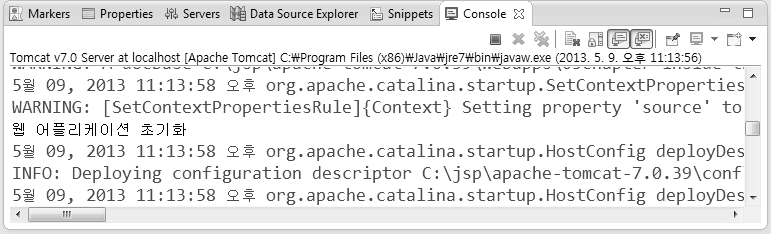 Markers Properties Servers Data Source Explorer Snippets Console
Tomcat v7.0 Server at localhost [Apache Tomcat] C:₩Program Files (x86)₩Java₩jre7₩bin₩javaw.exe (2013. 5. 9. 오후 11:13:56)
5월 09, 2013 11:13:58 오후 org.apache.catalina.startup.SetContextProperties
WARNING: [SetContextPropertiesRule]{Context} Setting property 'source' to
웹 어플리케이션 초기화
5월 09, 2013 11:13:58 오후 org.apache.catalina.startup.HostConfig deployDes
INFO: Deploying configuration descriptor C:\jsp\apache-tomcat-7.0.39\conf
5월 09, 2013 11:13:58 오후 org.apache.catalina.startup.HostConfig deployDes